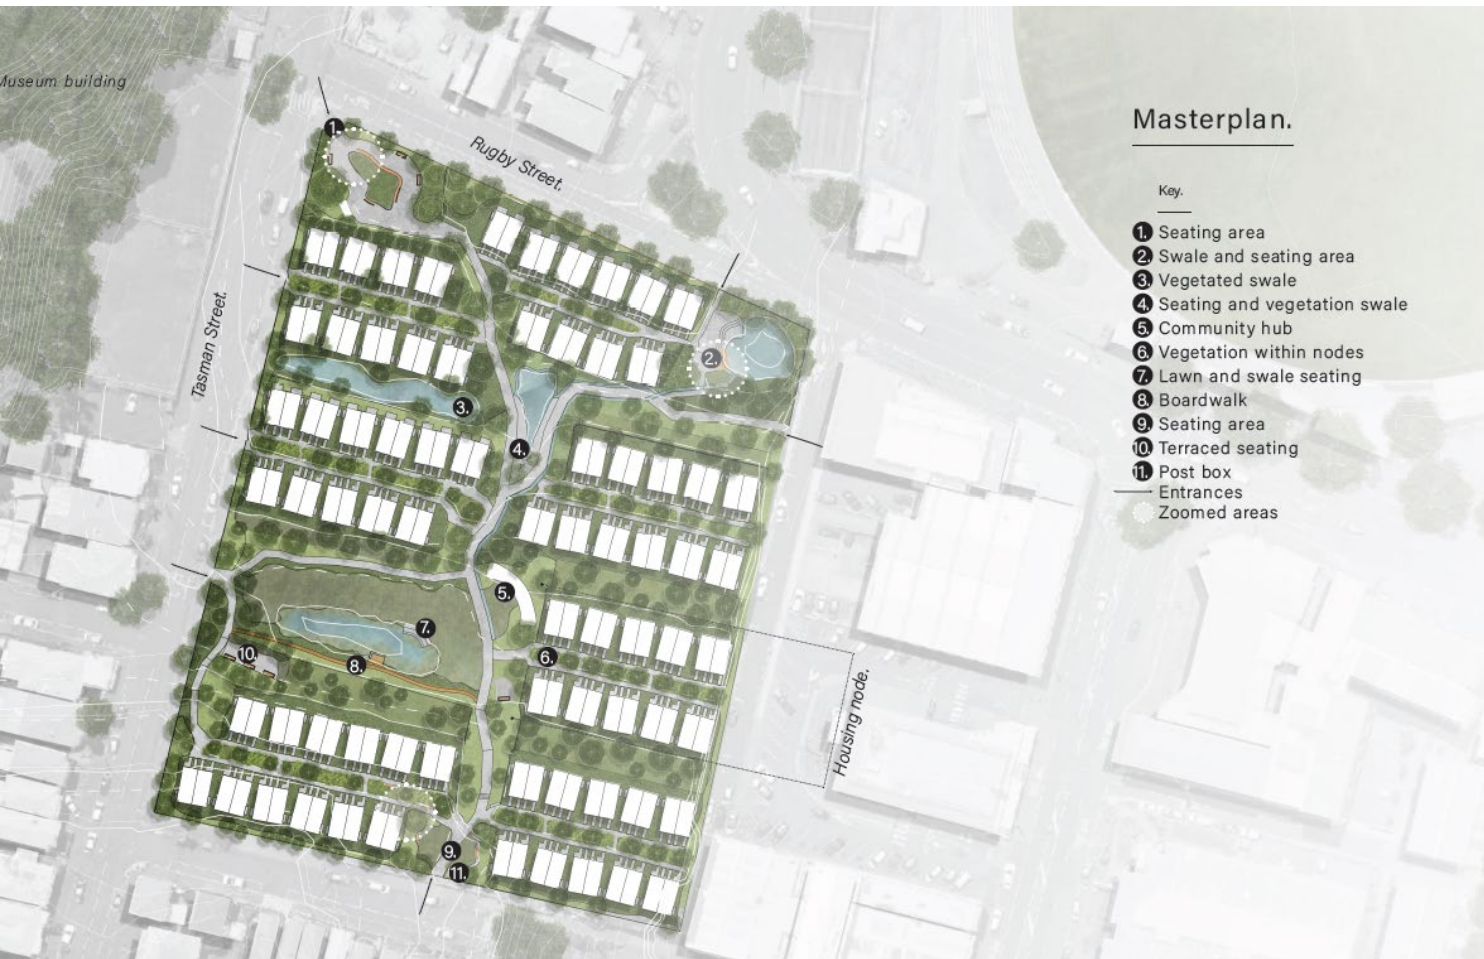 Museum building
Rugby Street.
Tasman Street.
Housing node.
1.
2.
3.
4.
5.
6.
7.
8.
9.
10.
11.
Masterplan.
Key.
1. Seating area
2. Swale and seating area
3. Vegetated swale
4. Seating and vegetation swale
5. Community hub
6. Vegetation within nodes
7. Lawn and swale seating
8. Boardwalk
9. Seating area
10. Terraced seating
11. Post box
Entrances
Zoomed areas